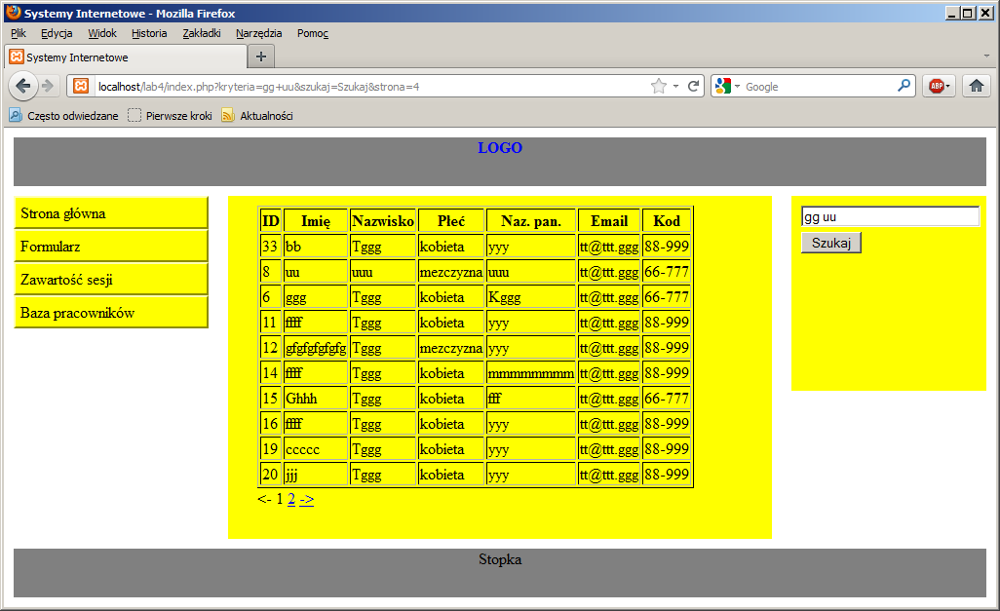 Systemy Internetowe - Mozilla Firefox
Plik Edycja Widok Historia Zakładki Narzędzia Pomoc
Systemy Internetowe
localhost/lab4/index.php?kryteria=gg+uu&szukaj=Szukaj&strona=4 Google ABP
Często odwiedzane Pierwsze kroki Aktualności
LOGO
Strona główna
Formularz
Zawartość sesji
Baza pracowników
ID Imię Nazwisko Płeć Naz. pan. Email Kod
33 bb Tggg kobieta yyy tt@ttt.ggg 88-999
8 uu uuu mezczyzna uuu tt@ttt.ggg 66-777
6 ggg Tggg kobieta Kggg tt@ttt.ggg 66-777
11 ffff Tggg kobieta yyy tt@ttt.ggg 88-999
12 gfgfgfgfgfg Tggg mezczyzna yyy tt@ttt.ggg 88-999
14 ffff Tggg kobieta mmmmmmmm tt@ttt.ggg 88-999
15 Ghhh Tggg kobieta fff tt@ttt.ggg 66-777
16 ffff Tggg kobieta yyy tt@ttt.ggg 88-999
19 ccccc Tggg kobieta yyy tt@ttt.ggg 88-999
20 jjj Tggg kobieta yyy tt@ttt.ggg 88-999
<- 1 2 ->
gg uu
Szukaj
Stopka